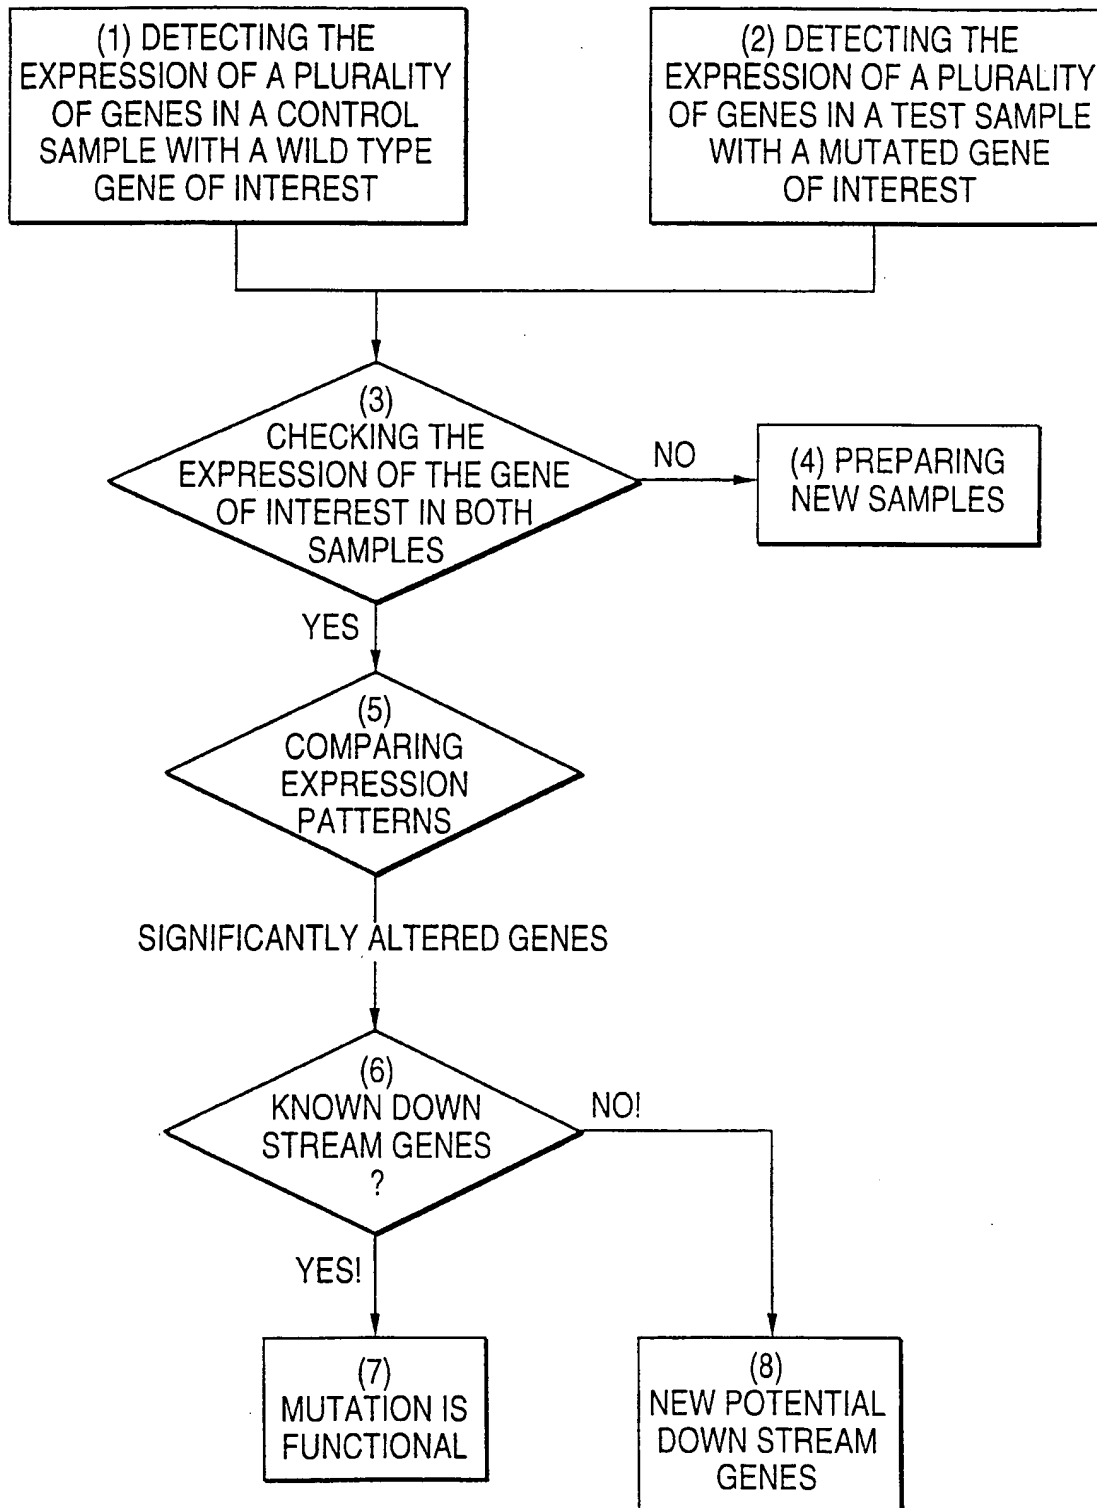 (1) DETECTING THE
EXPRESSION OF A PLURALITY
OF GENES IN A CONTROL
SAMPLE WITH A WILD TYPE
GENE OF INTEREST
(2) DETECTING THE
EXPRESSION OF A PLURALITY
OF GENES IN A TEST SAMPLE
WITH A MUTATED GENE
OF INTEREST
(3)
CHECKING THE
EXPRESSION OF THE GENE
OF INTEREST IN BOTH
SAMPLES
NO
(4) PREPARING
NEW SAMPLES
YES
(5)
COMPARING
EXPRESSION
PATTERNS
SIGNIFICANTLY ALTERED GENES
(6)
KNOWN DOWN
STREAM GENES
?
NO!
YES!
(7)
MUTATION IS
FUNCTIONAL
(8)
NEW POTENTIAL
DOWN STREAM
GENES